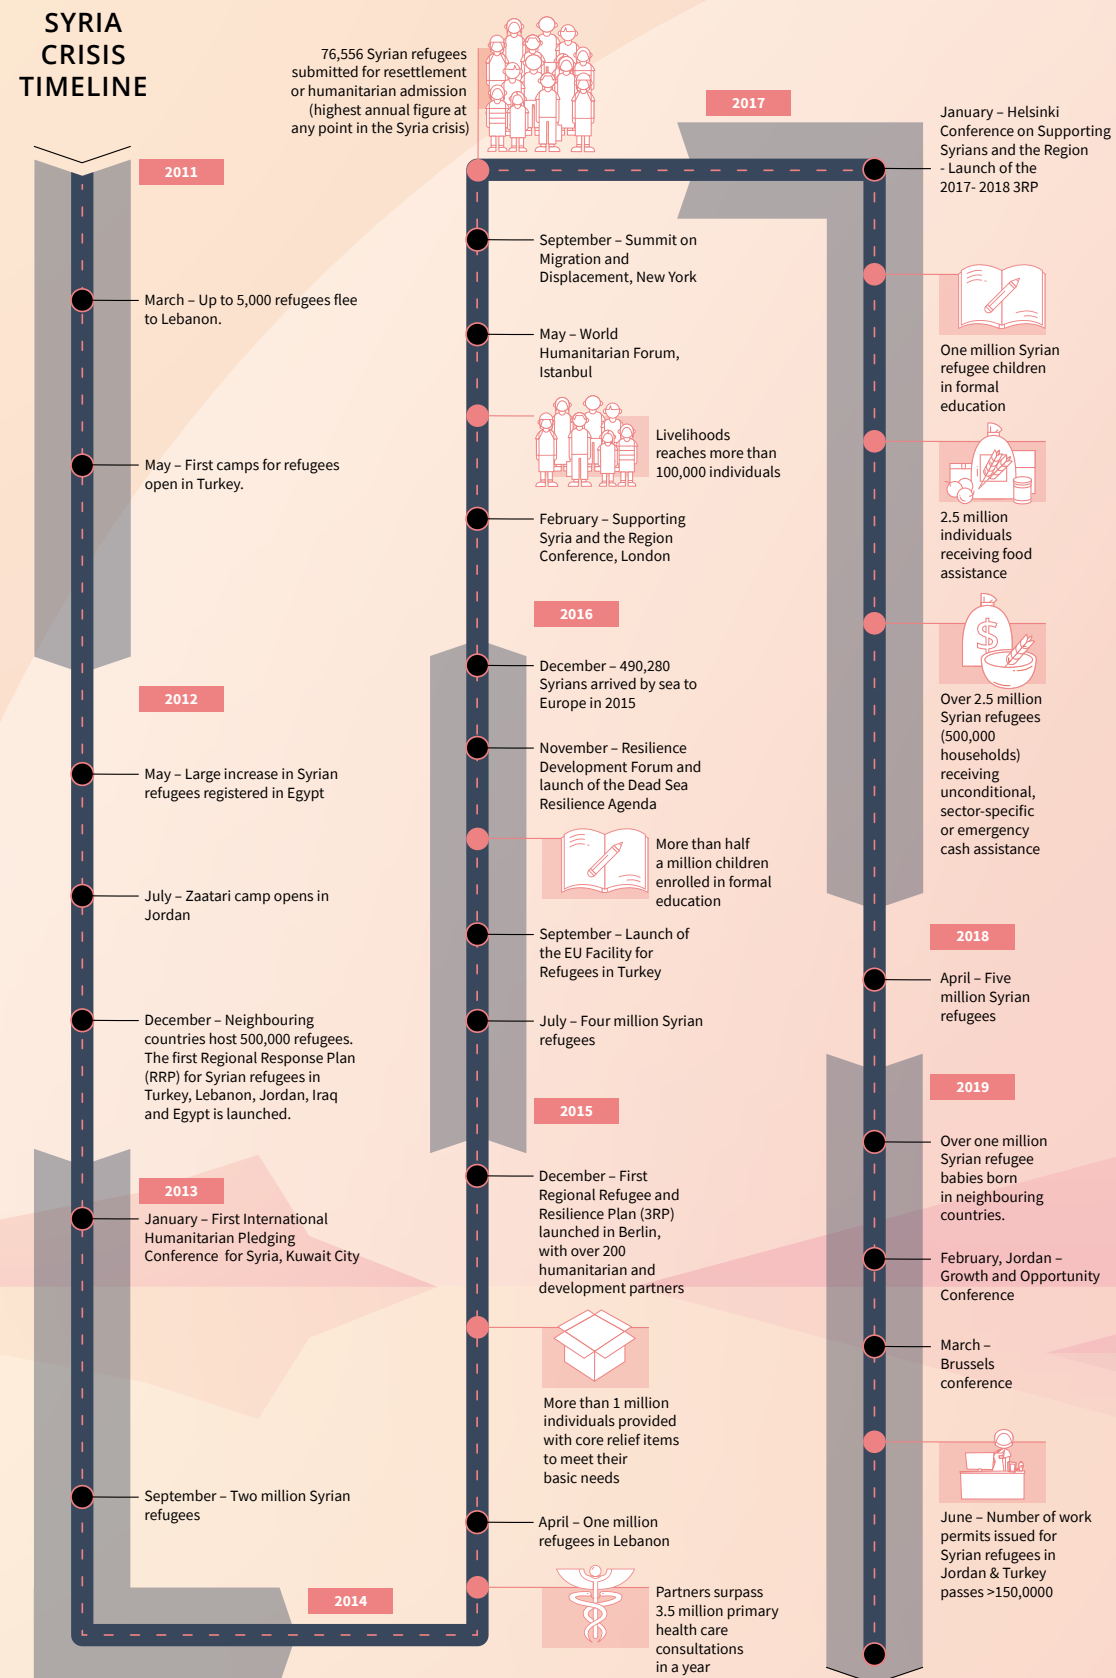 SYRIA
CRISIS
TIMELINE
2011
March – Up to 5,000 refugees flee
to Lebanon.
May – First camps for refugees
open in Turkey.
2012
May – Large increase in Syrian
refugees registered in Egypt
July – Zaatari camp opens in
Jordan
December – Neighbouring
countries host 500,000 refugees.
The first Regional Response Plan
(RRP) for Syrian refugees in
Turkey, Lebanon, Jordan, Iraq
and Egypt is launched.
2013
January – First International
Humanitarian Pledging
Conference for Syria, Kuwait City
September – Two million Syrian
refugees
2014
76,556 Syrian refugees
submitted for resettlement
or humanitarian admission
(highest annual figure at
any point in the Syria crisis)
September – Summit on
Migration and
Displacement, New York
May – World
Humanitarian Forum,
Istanbul
Livelihoods
reaches more than
100,000 individuals
February – Supporting
Syria and the Region
Conference, London
2016
December – 490,280
Syrians arrived by sea to
Europe in 2015
November – Resilience
Development Forum and
launch of the Dead Sea
Resilience Agenda
More than half
a million children
enrolled in formal
education
September – Launch of
the EU Facility for
Refugees in Turkey
July – Four million Syrian
refugees
2015
December – First
Regional Refugee and
Resilience Plan (3RP)
launched in Berlin,
with over 200
humanitarian and
development partners
More than 1 million
individuals provided
with core relief items
to meet their
basic needs
April – One million
refugees in Lebanon
Partners surpass
3.5 million primary
health care
consultations
in a year
2017
January – Helsinki
Conference on Supporting
Syrians and the Region
- Launch of the
2017- 2018 3RP
One million Syrian
refugee children
in formal
education
2.5 million
individuals
receiving food
assistance
$
Over 2.5 million
Syrian refugees
(500,000
households)
receiving
unconditional,
sector-specific
or emergency
cash assistance
2018
April – Five
million Syrian
refugees
2019
Over one million
Syrian refugee
babies born
in neighbouring
countries.
February, Jordan –
Growth and Opportunity
Conference
March –
Brussels
conference
June – Number of work
permits issued for
Syrian refugees in
Jordan & Turkey
passes >150,0000